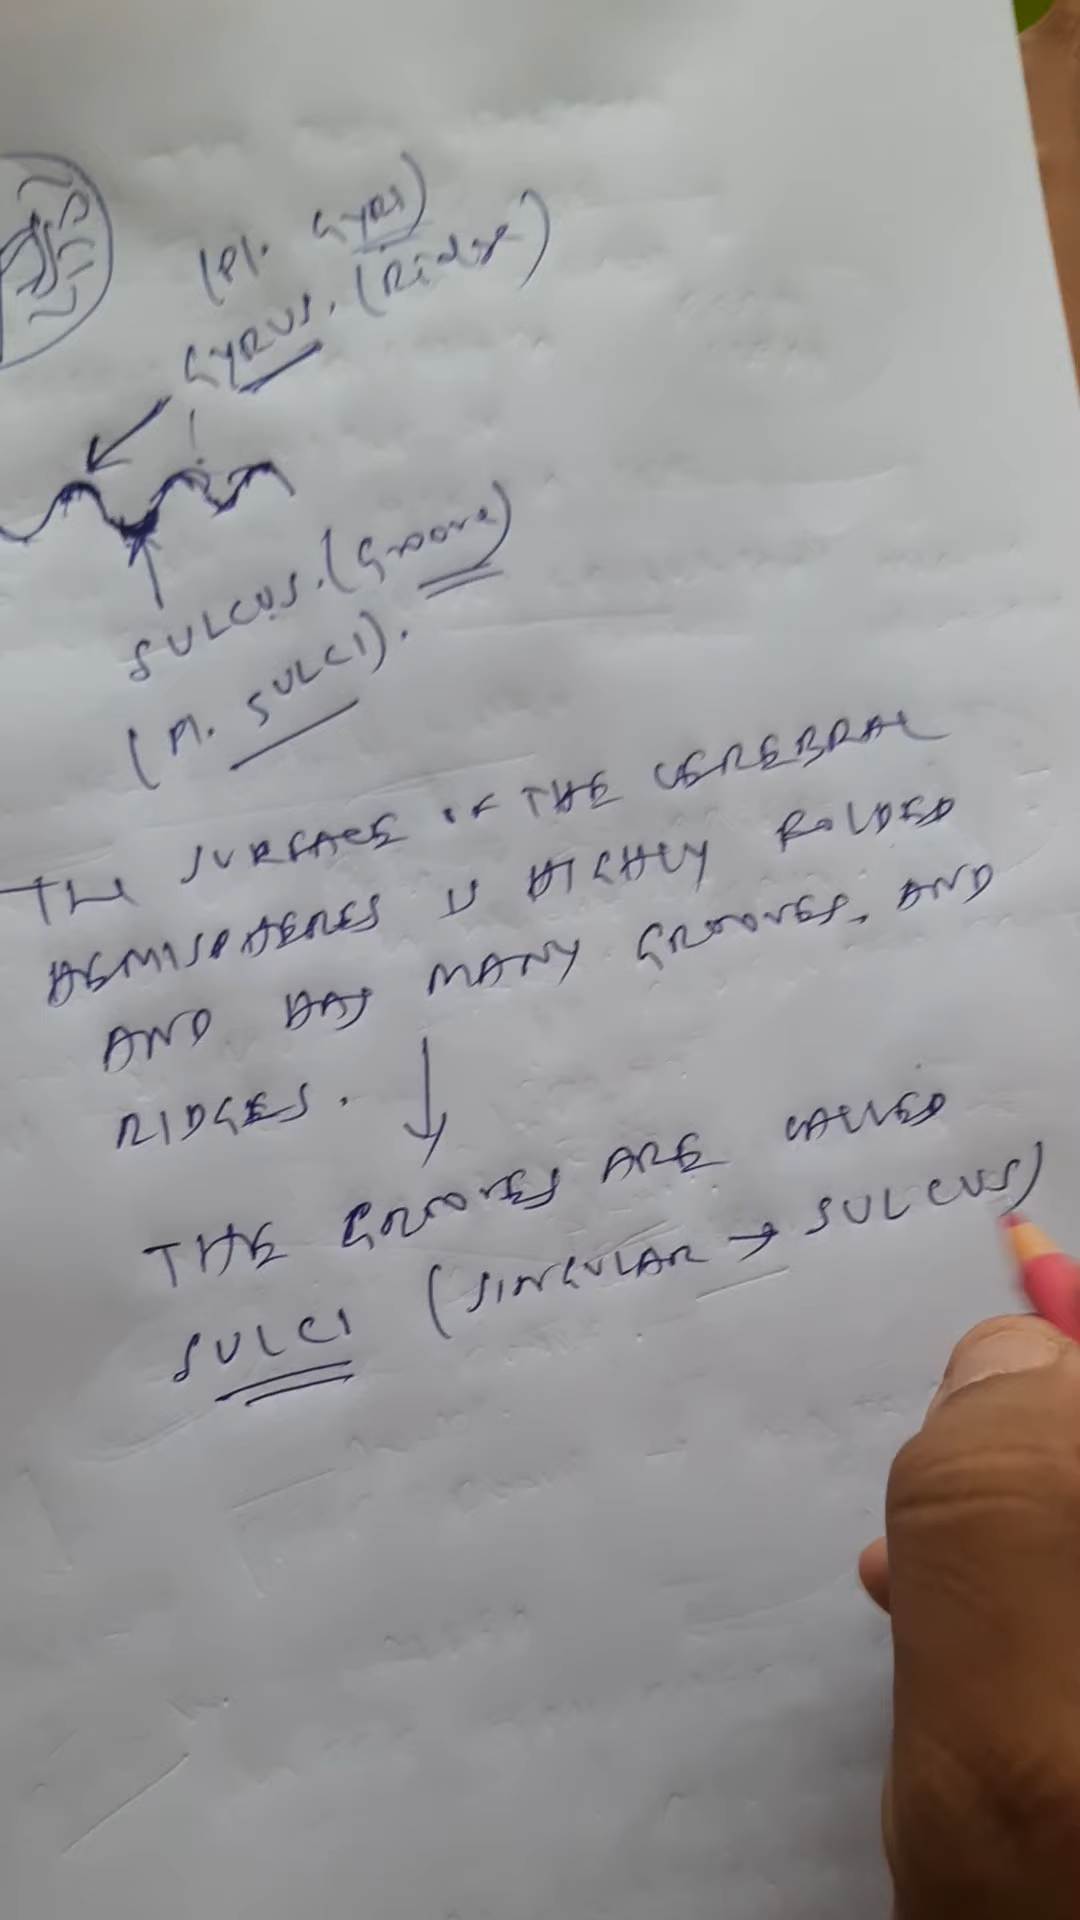 (Pl. GYRI)
GYRUS. (Ridge)
SULCUS. (Groove)
(Pl. SULCI).
THE SURFACE OF THE CEREBRAL
HEMISPHERES IS HIGHLY FOLDED
AND HAS MANY GROOVES, AND
RIDGES.
THE GROOVES ARE CALLED
SULCI (SINGULAR → SULCUS)